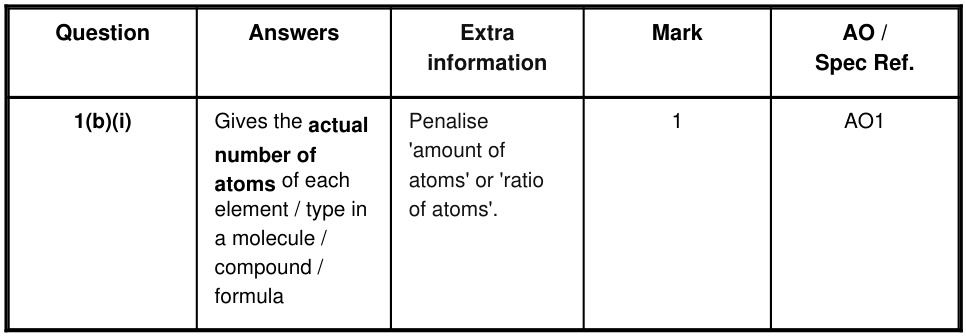 Question Answers Extra information Mark AO / Spec Ref.
1(b)(i) Gives the actual
number of
atoms of each
element / type in
a molecule /
compound /
formula
Penalise
'amount of
atoms' or 'ratio
of atoms'.
1
AO1